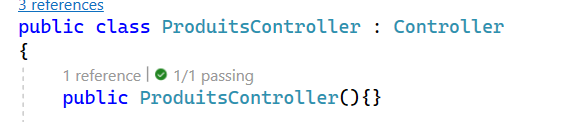 3 references
public class ProduitsController : Controller
{
1 reference | 1/1 passing
public ProduitsController(){}